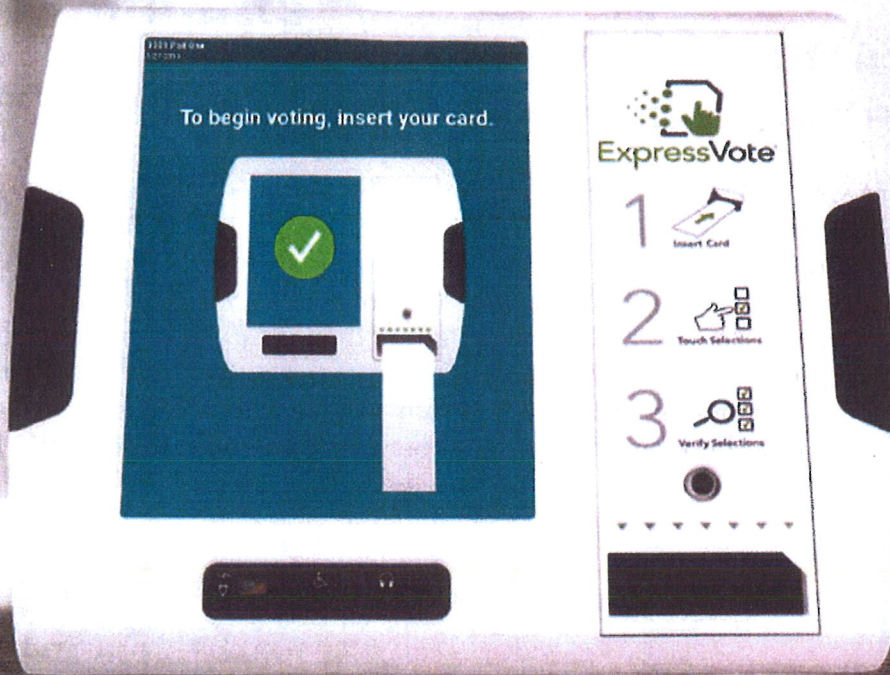 To begin voting, insert your card.
ExpressVote
1
Insert Card
2
Touch Selections
3
Verify Selections